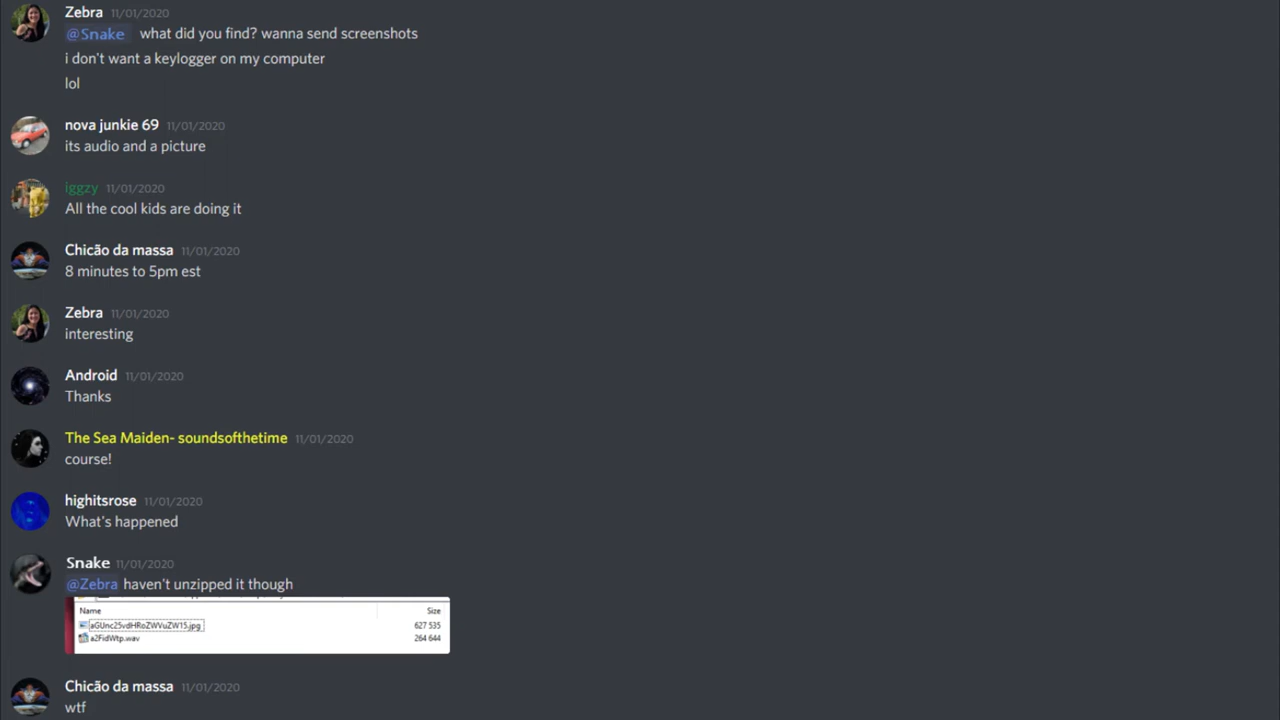 Zebra 11/01/2020
@Snake what did you find? wanna send screenshots
i don't want a keylogger on my computer
lol
nova junkie 69 11/01/2020
its audio and a picture
iggzy 11/01/2020
All the cool kids are doing it
Chicão da massa 11/01/2020
8 minutes to 5pm est
Zebra 11/01/2020
interesting
Android 11/01/2020
Thanks
The Sea Maiden- soundsofthetime 11/01/2020
course!
highitsrose 11/01/2020
What's happened
Snake 11/01/2020
@Zebra haven't unzipped it though
Name Size
aGUnc25vdHRoZWVuZW15.jpg 627 535
a2FidWtp.wav 264 644
Chicão da massa 11/01/2020
wtf